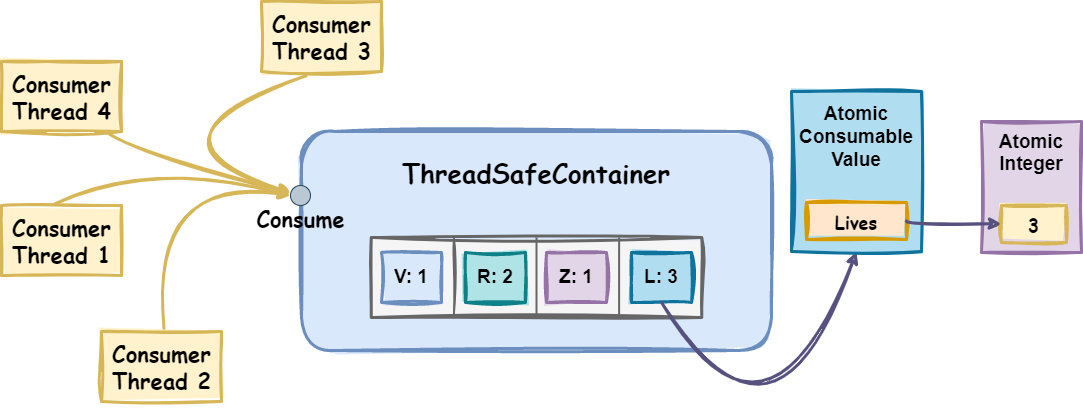 Consumer
Thread 3
Consumer
Thread 4
Consumer
Thread 1
Consumer
Thread 2
Consume
ThreadSafeContainer
V: 1
R: 2
Z: 1
L: 3
Atomic
Consumable
Value
Lives
Atomic
Integer
3